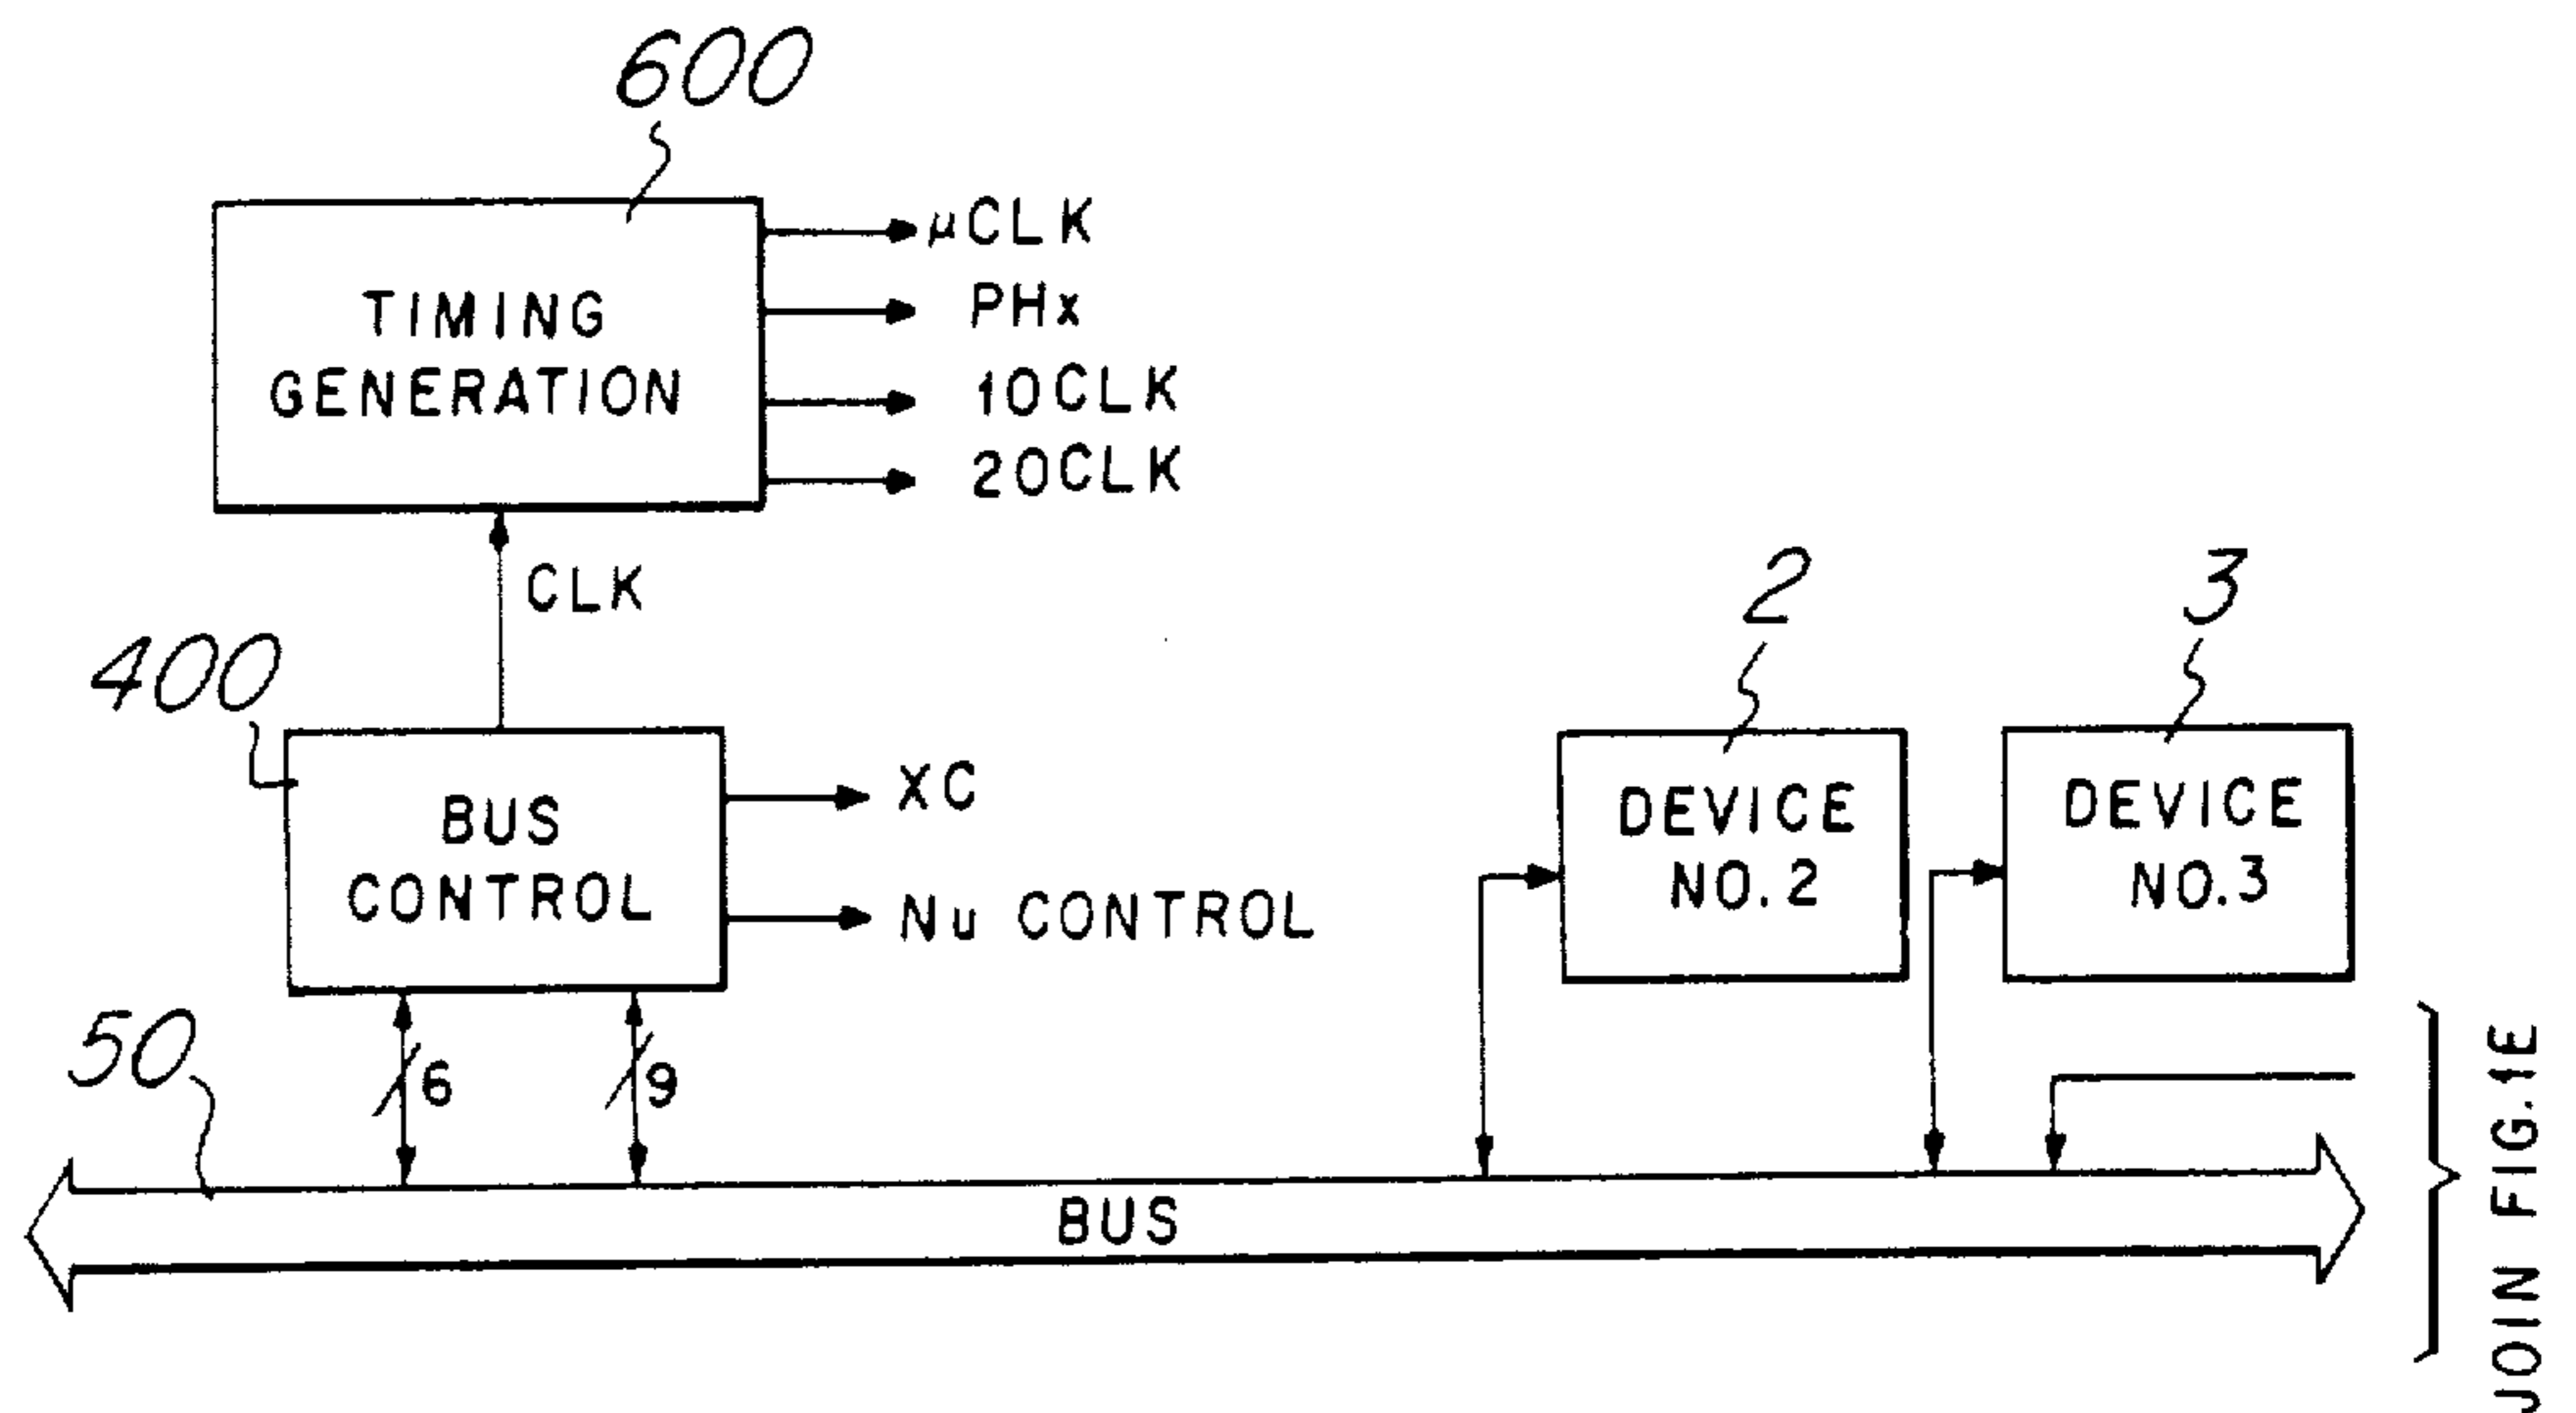 600
μCLK
PHx
10CLK
20CLK
TIMING
GENERATION
CLK
400
2
3
XC
Nu CONTROL
BUS
CONTROL
DEVICE
NO.2
DEVICE
NO.3
50
6
9
BUS
JOIN FIG.1E